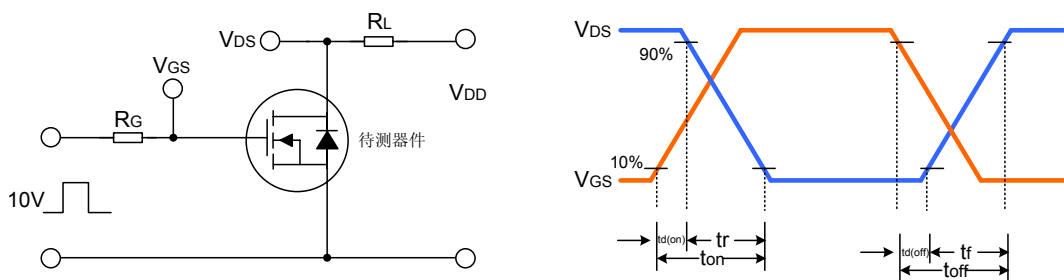 RL
VDS
VGS
VDD
RG
待测器件
10V
VDS
90%
10%
VGS
td(on)
tr
ton
td(off)
tf
toff